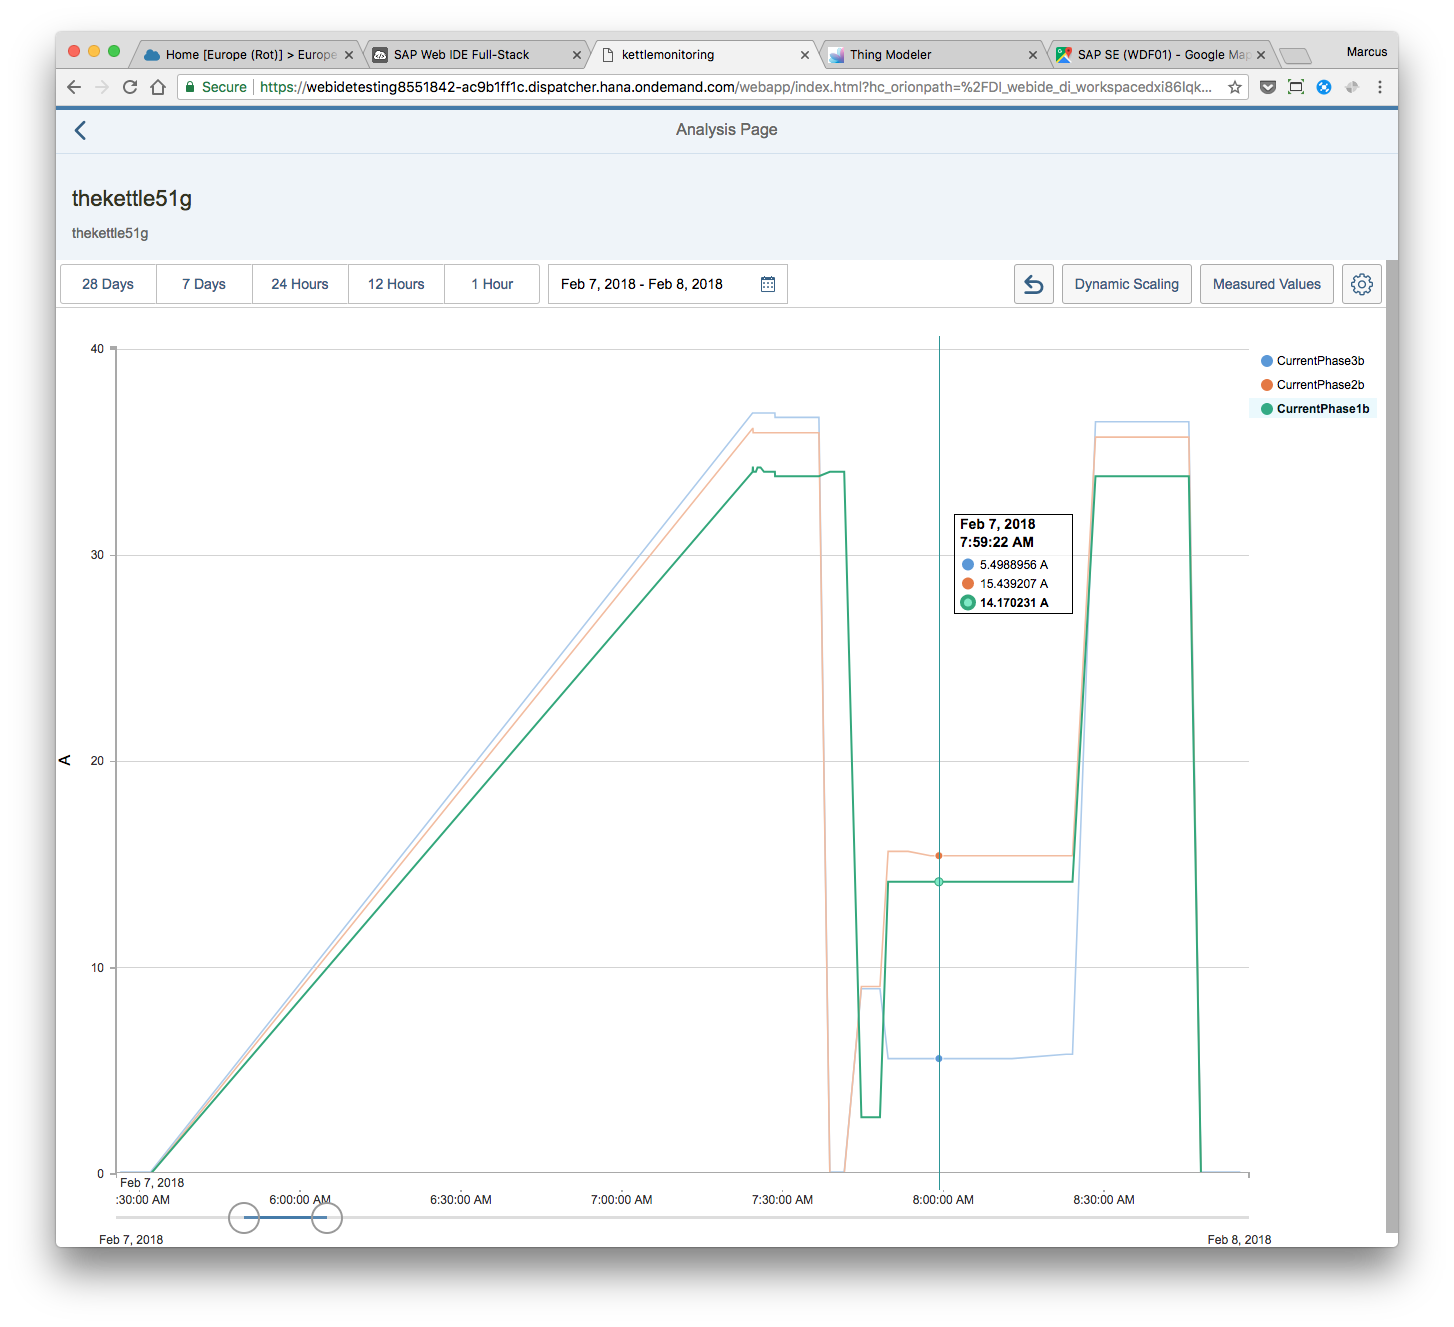 Home [Europe (Rot)] > Europe
SAP Web IDE Full-Stack
kettlemonitoring
Thing Modeler
SAP SE (WDF01) - Google Map
Marcus
Secure
https://webidetesting8551842-ac9b1ff1c.dispatcher.hana.ondemand.com/webapp/index.html?hc_orionpath=%2FDI_webide_di_workspacedxi86lqk...
Analysis Page
thekettle51g
thekettle51g
28 Days
7 Days
24 Hours
12 Hours
1 Hour
Feb 7, 2018 - Feb 8, 2018
Dynamic Scaling
Measured Values
40
30
20
10
0
A
CurrentPhase3b
CurrentPhase2b
CurrentPhase1b
Feb 7, 2018
7:59:22 AM
5.4988956 A
15.439207 A
14.170231 A
Feb 7, 2018
:30:00 AM
6:00:00 AM
6:30:00 AM
7:00:00 AM
7:30:00 AM
8:00:00 AM
8:30:00 AM
Feb 7, 2018
Feb 8, 2018